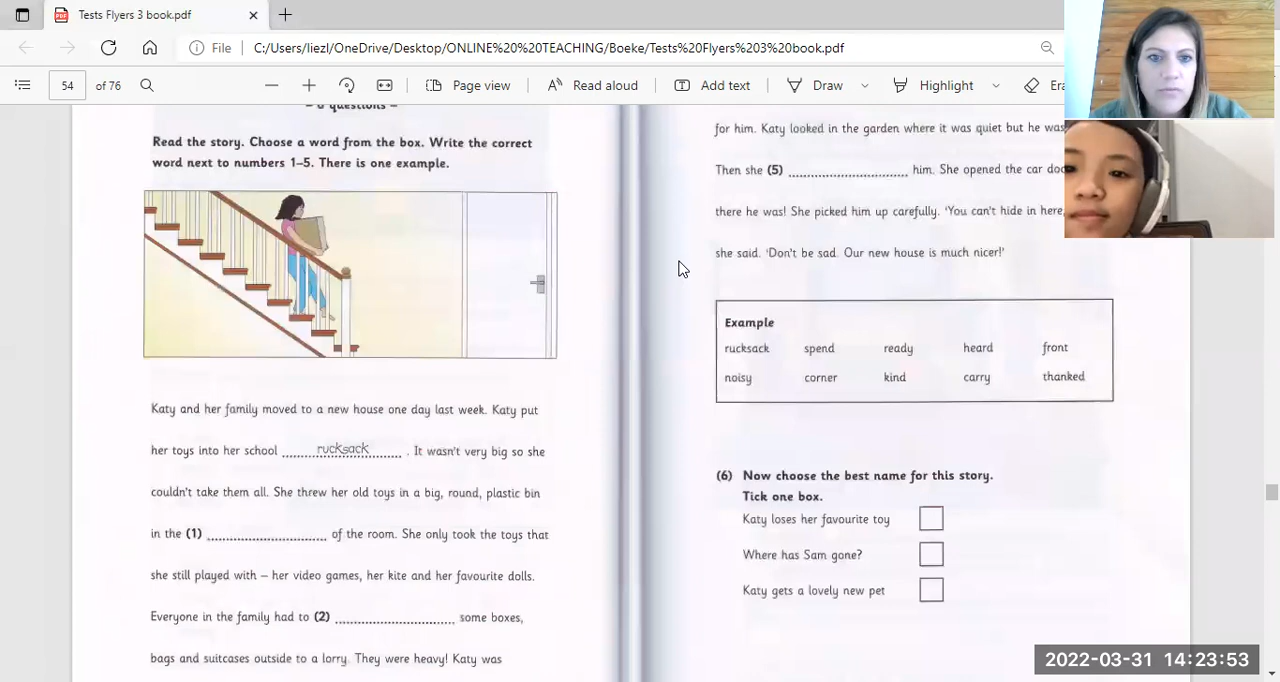 Tests Flyers 3 book.pdf
File
C:/Users/liezl/OneDrive/Desktop/ONLINE%20%20TEACHING/Boeke/Tests%20Flyers%203%20book.pdf
54 of 76
Page view
Read aloud
Add text
Draw
Highlight
Era
– 6 questions –
Read the story. Choose a word from the box. Write the correct
word next to numbers 1–5. There is one example.
Katy and her family moved to a new house one day last week. Katy put
her toys into her school rucksack . It wasn't very big so she
couldn't take them all. She threw her old toys in a big, round, plastic bin
in the (1) of the room. She only took the toys that
she still played with – her video games, her kite and her favourite dolls.
Everyone in the family had to (2) some boxes,
bags and suitcases outside to a lorry. They were heavy! Katy was
for him. Katy looked in the garden where it was quiet but he was
Then she (5) him. She opened the car doo
there he was! She picked him up carefully. 'You can't hide in here,
she said. 'Don't be sad. Our new house is much nicer!'
Example
rucksack spend ready heard front
noisy corner kind carry thanked
(6) Now choose the best name for this story.
Tick one box.
Katy loses her favourite toy
Where has Sam gone?
Katy gets a lovely new pet
2022-03-31 14:23:53